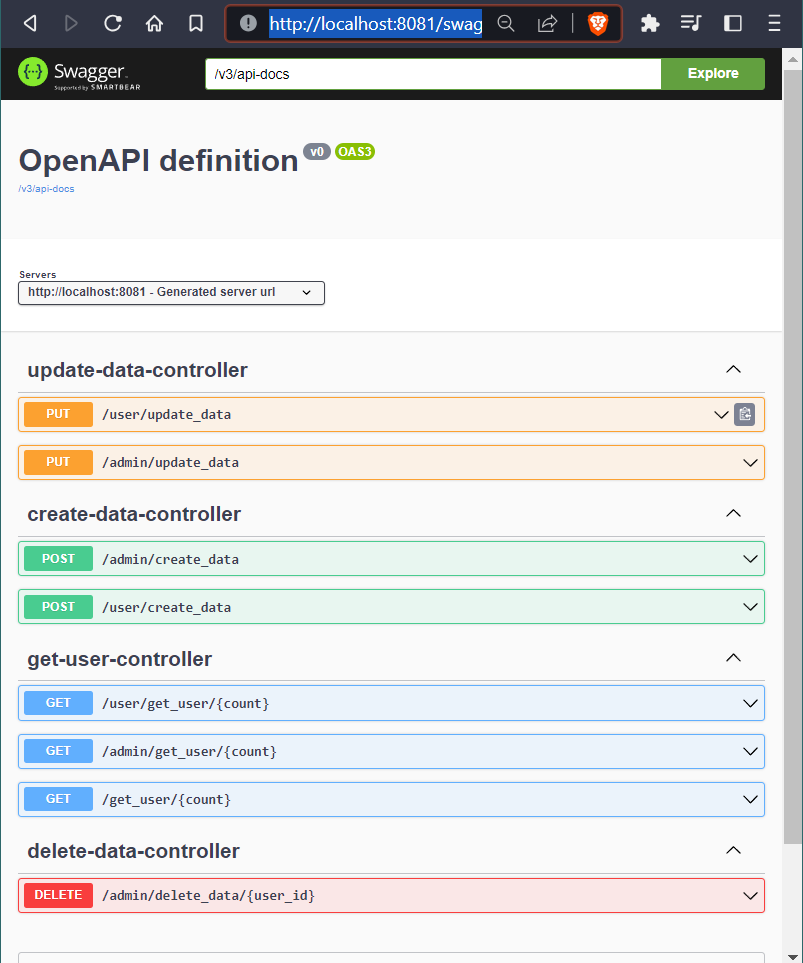 http://localhost:8081/swag
Swagger.
Supported by SMARTBEAR
/v3/api-docs
Explore
OpenAPI definition v0 OAS3
/v3/api-docs
Servers
http://localhost:8081 - Generated server url
update-data-controller
PUT /user/update_data
PUT /admin/update_data
create-data-controller
POST /admin/create_data
POST /user/create_data
get-user-controller
GET /user/get_user/{count}
GET /admin/get_user/{count}
GET /get_user/{count}
delete-data-controller
DELETE /admin/delete_data/{user_id}